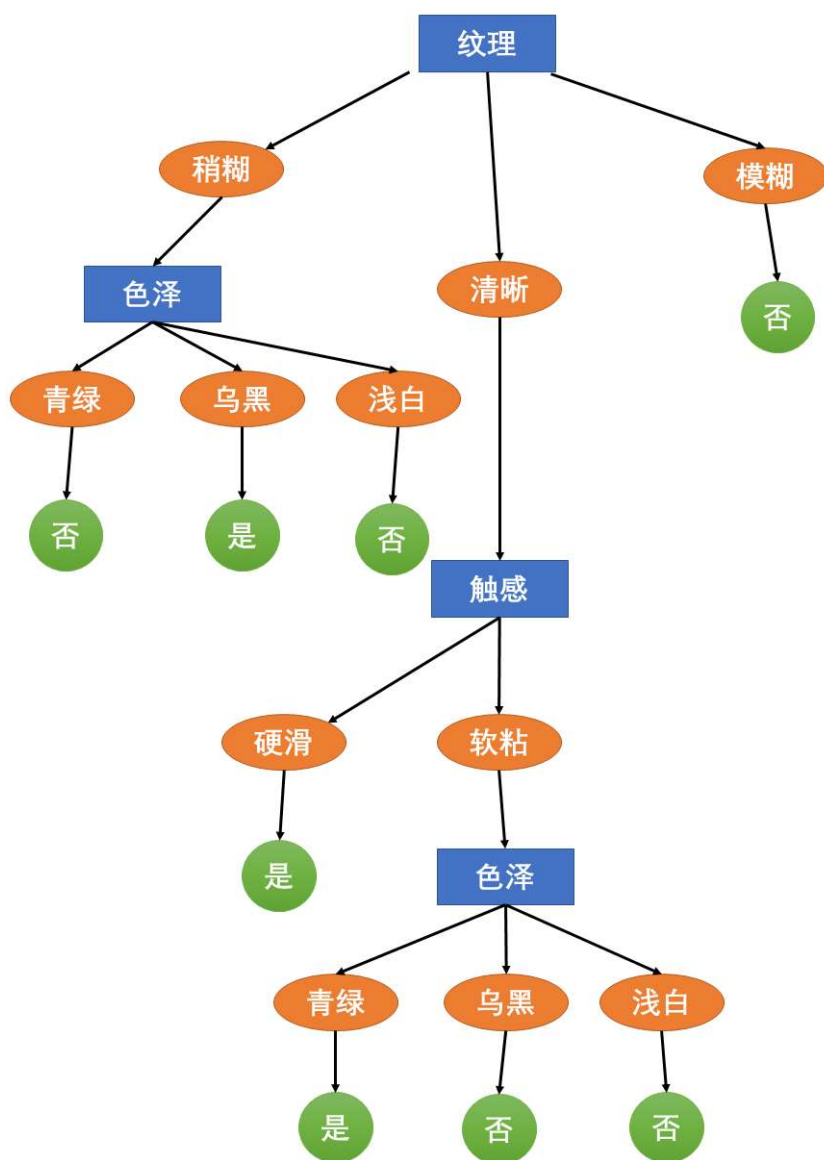 纹理
稍糊
模糊
色泽
清晰
否
青绿
乌黑
浅白
否
是
否
触感
硬滑
软粘
是
色泽
青绿
乌黑
浅白
是
否
否